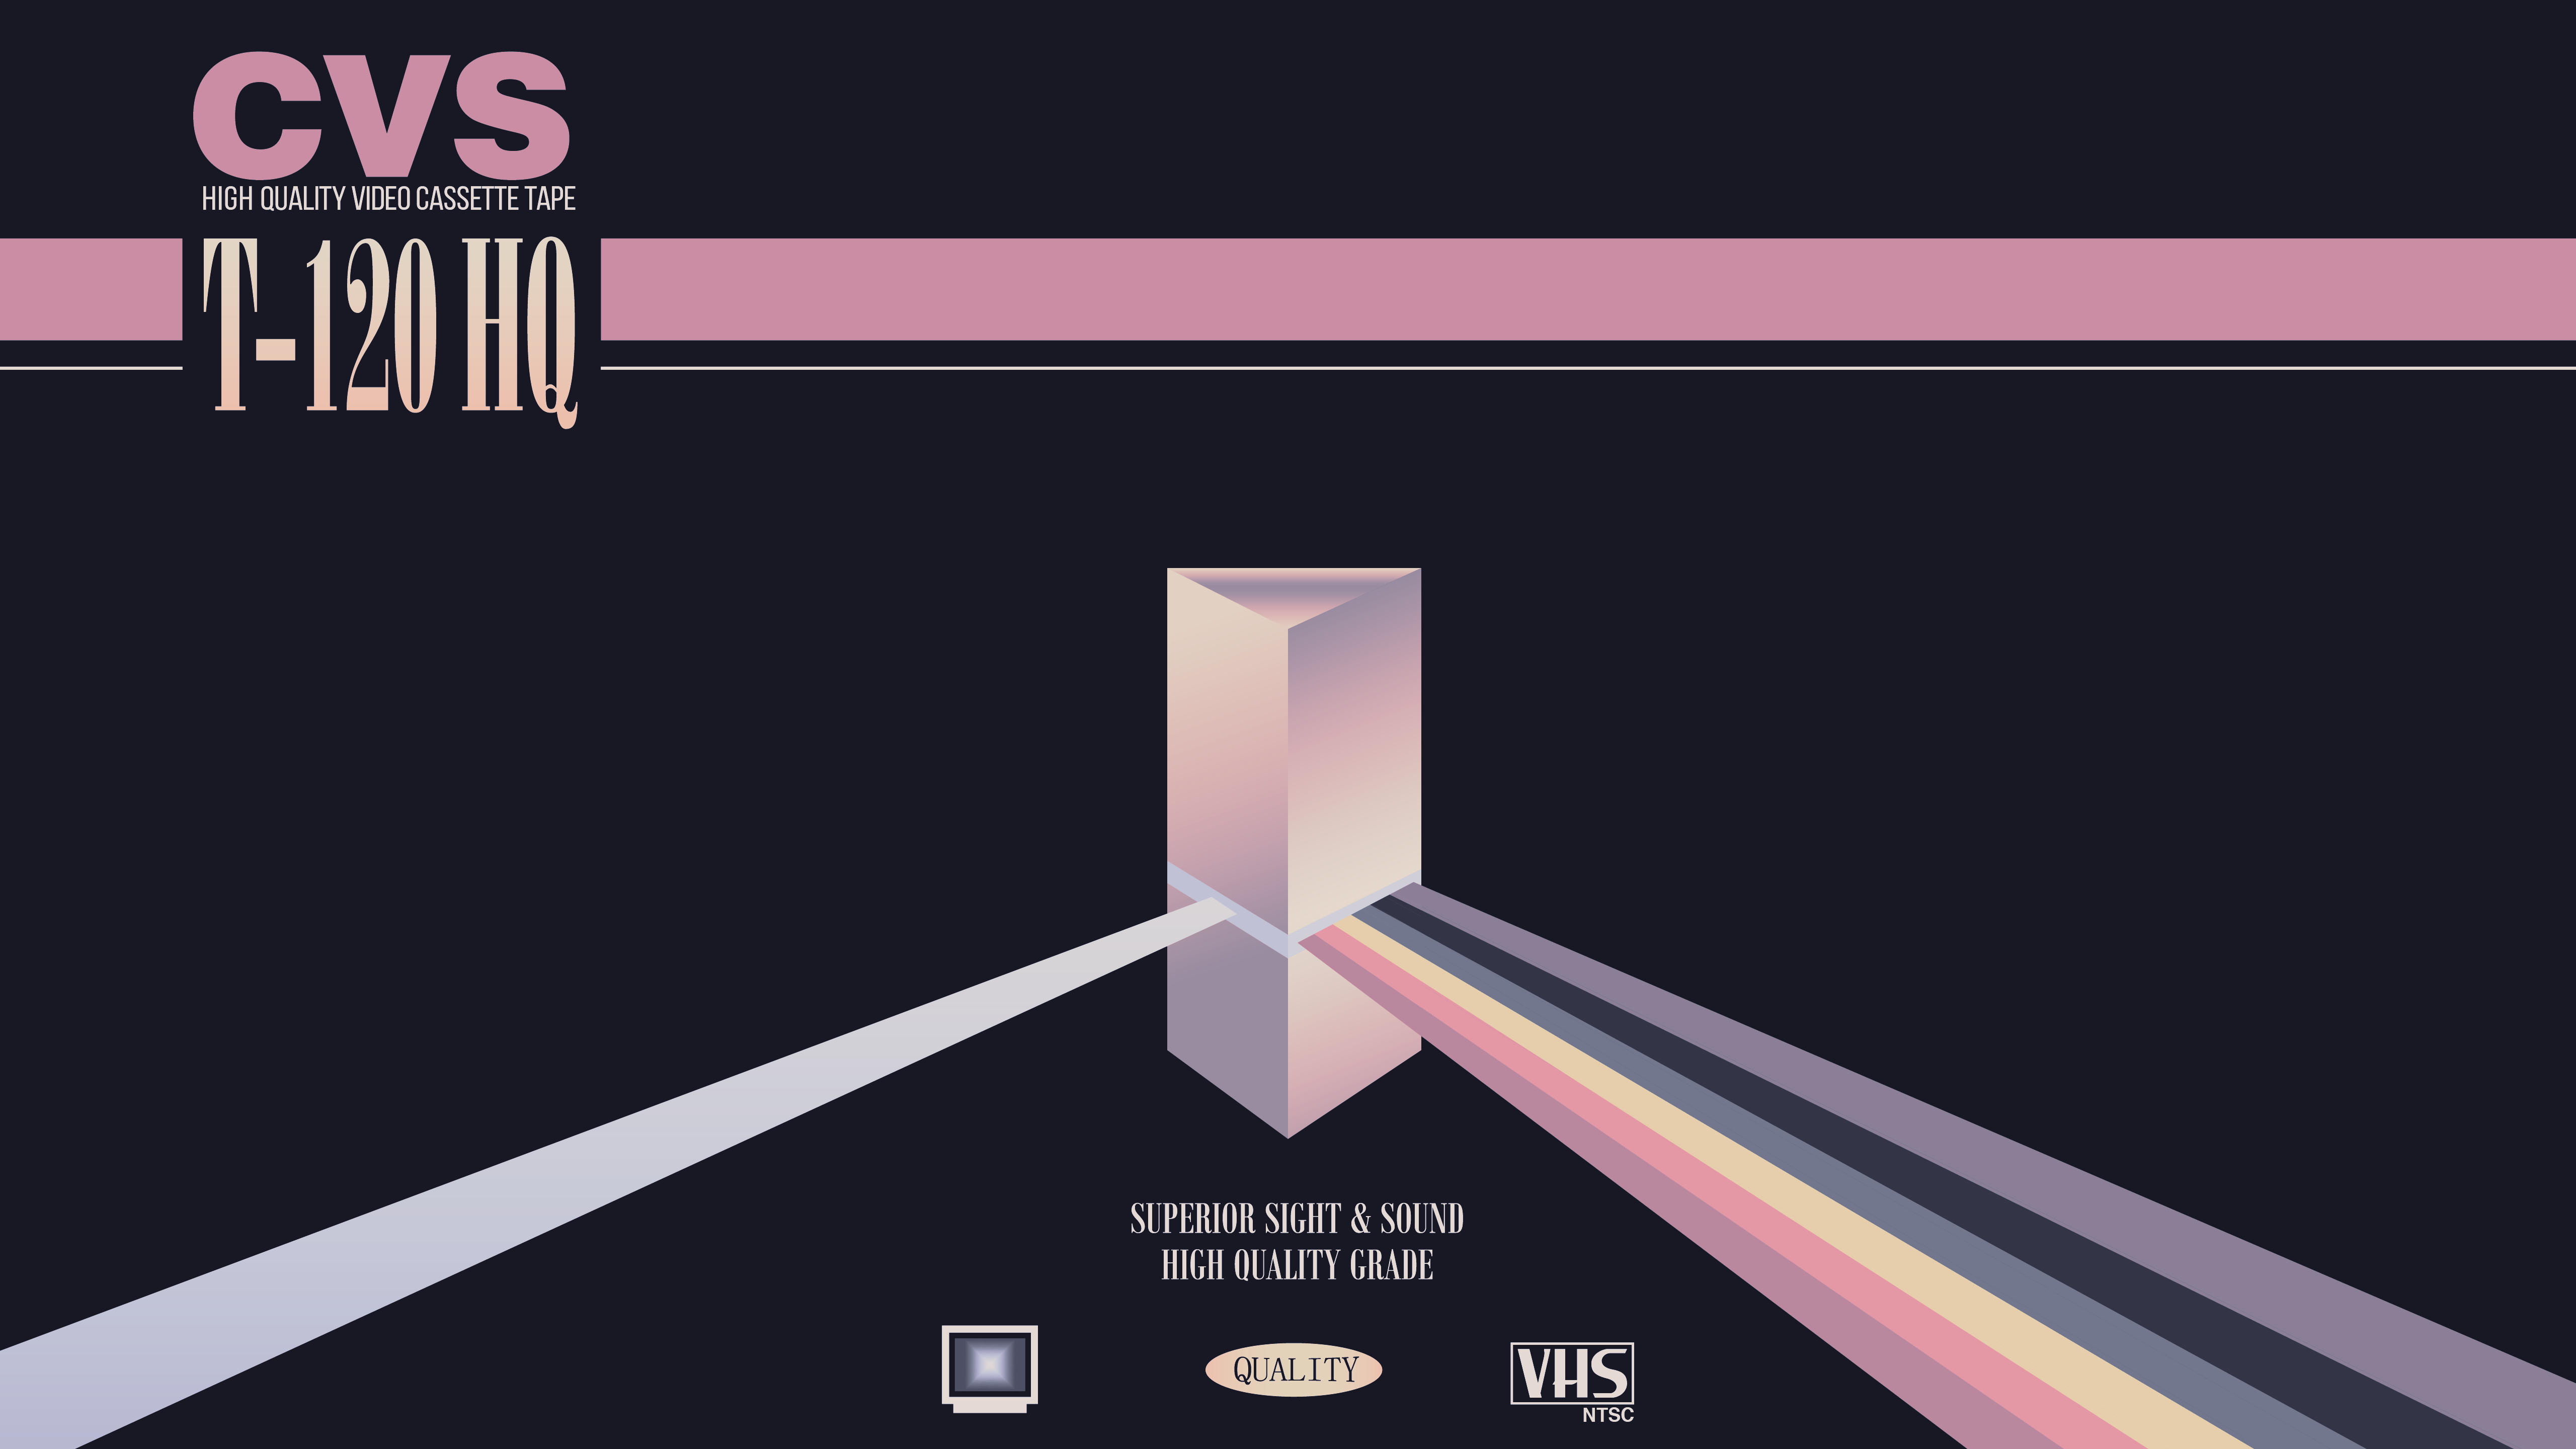 CVS
HIGH QUALITY VIDEO CASSETTE TAPE
T-120 HQ
SUPERIOR SIGHT & SOUND
HIGH QUALITY GRADE
QUALITY
VHS
NTSC